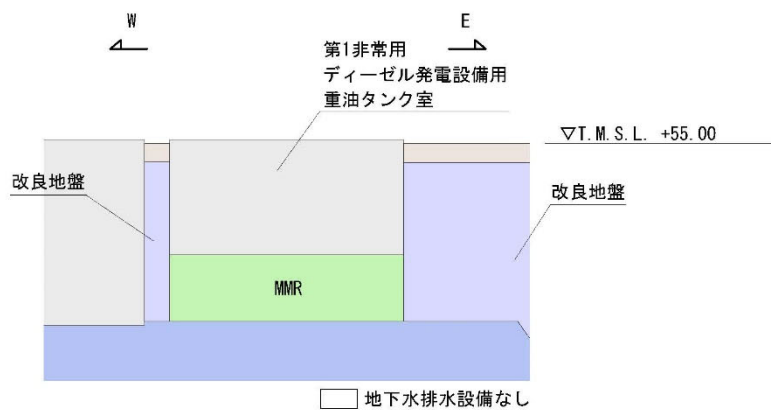 W
E
第1非常用
ディーゼル発電設備用
重油タンク室
▽T.M.S.L. +55.00
改良地盤
改良地盤
MMR
地下水排水設備なし